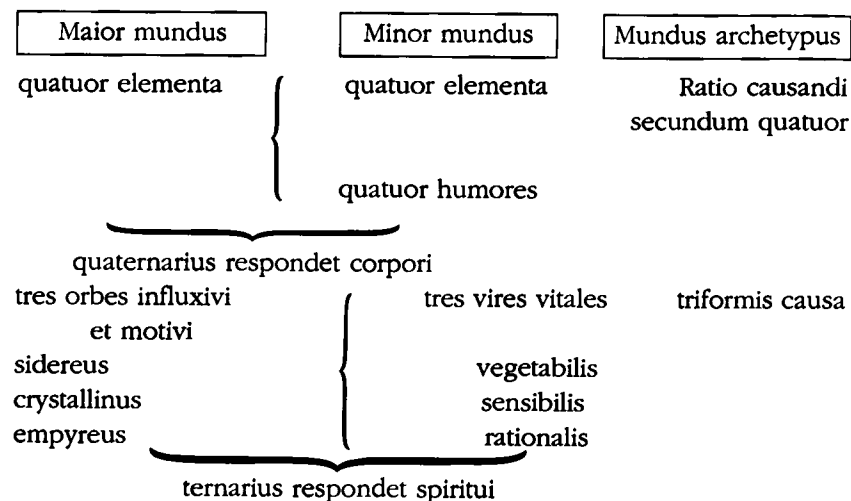 Maior mundus Minor mundus Mundus archetypus
quatuor elementa quatuor elementa Ratio causandi
secundum quatuor
quatuor humores
quaternarius respondet corpori
tres orbes influxivi tres vires vitales triformis causa
et motivi
sidereus vegetabilis
crystallinus sensibilis
empyreus rationalis
ternarius respondet spiritui